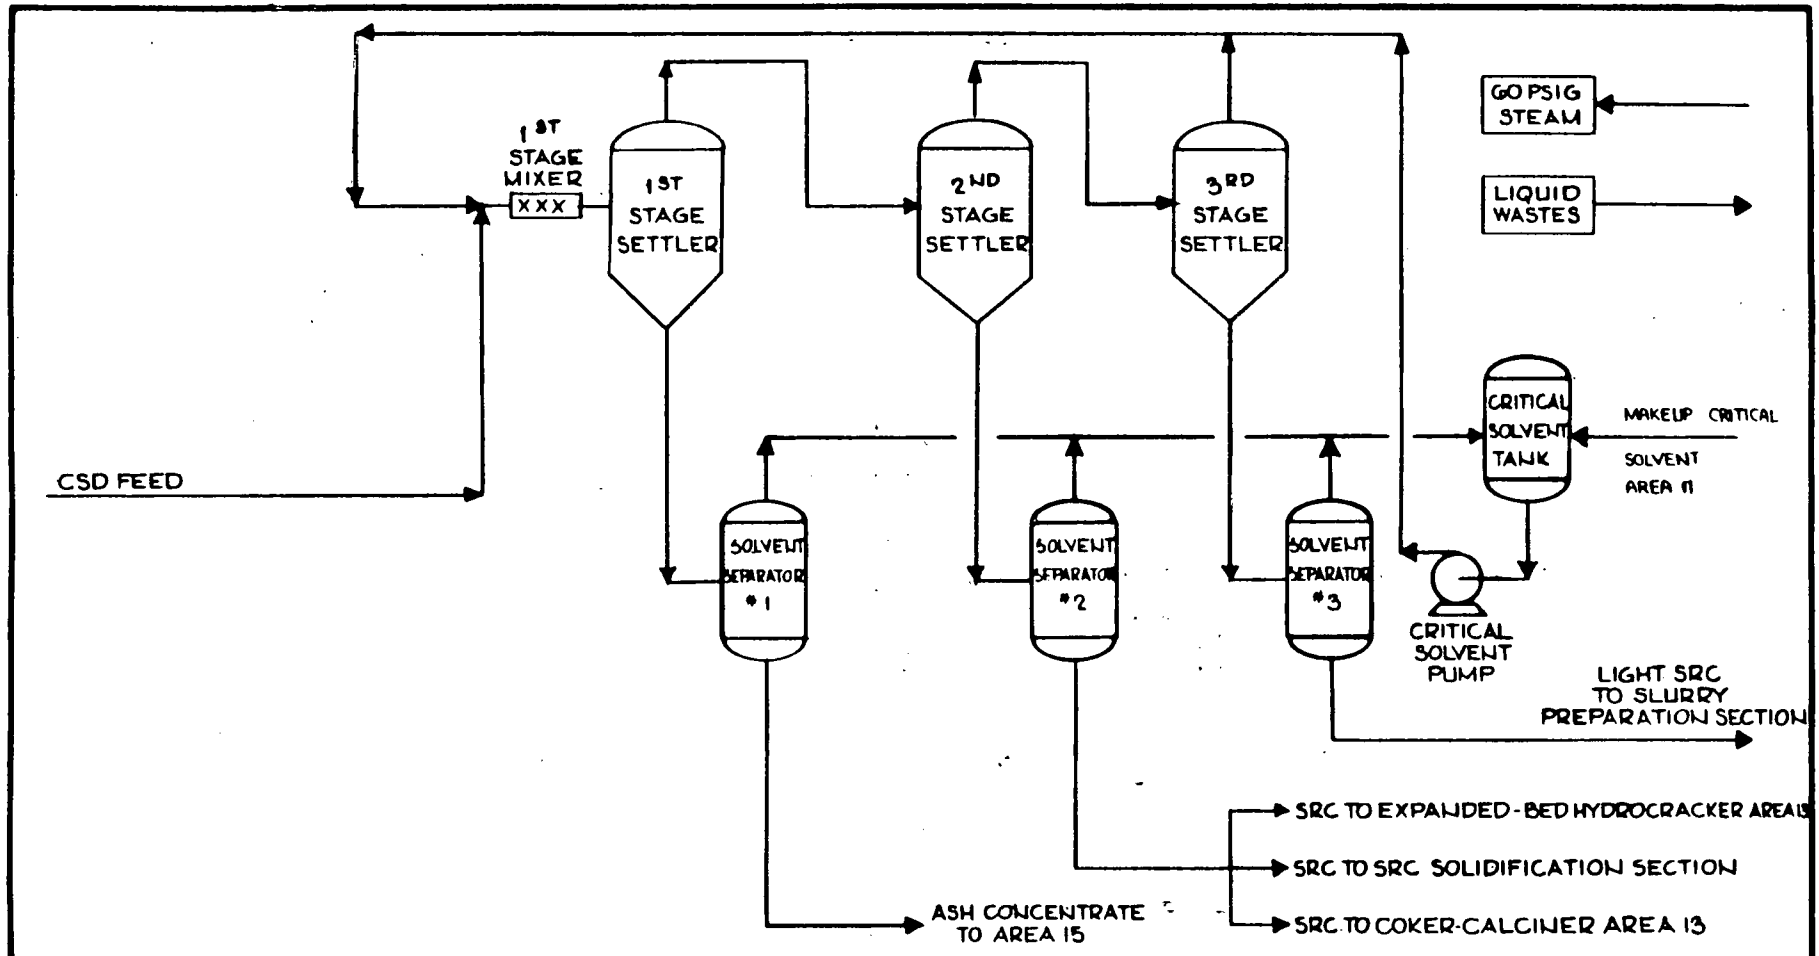 1ST
STAGE
MIXER
XXX
1ST
STAGE
SETTLER
2ND
STAGE
SETTLER
3RD
STAGE
SETTLER
60 PSIG
STEAM
LIQUID
WASTES
CRITICAL
SOLVENT
TANK
MAKEUP CRITICAL
SOLVENT
AREA 11
CSD FEED
SOLVENT
SEPARATOR
#1
SOLVENT
SEPARATOR
#2
SOLVENT
SEPARATOR
#3
CRITICAL
SOLVENT
PUMP
LIGHT SRC
TO SLURRY
PREPARATION SECTION
SRC TO EXPANDED-BED HYDROCRACKER AREA 13
SRC TO SRC SOLIDIFICATION SECTION
SRC TO COKER-CALCINER AREA 13
ASH CONCENTRATE
TO AREA 15